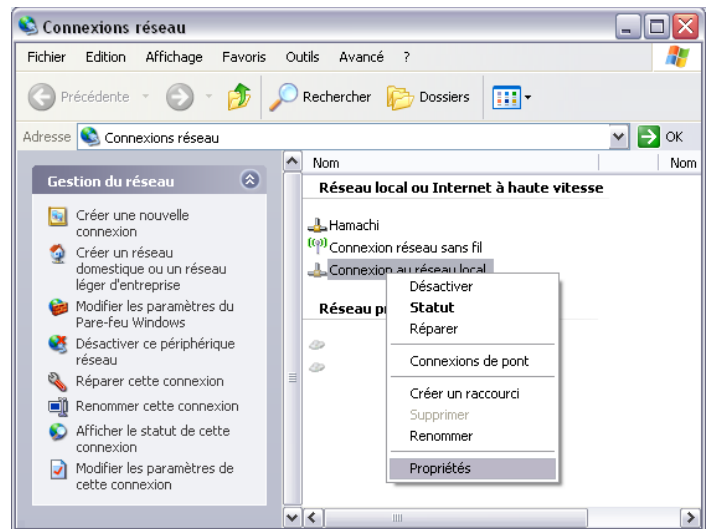 Connexions réseau
Fichier Edition Affichage Favoris Outils Avancé ?
Précédente Rechercher Dossiers
Adresse Connexions réseau OK
Gestion du réseau
Créer une nouvelle
connexion
Créer un réseau
domestique ou un réseau
léger d'entreprise
Modifier les paramètres du
Pare-feu Windows
Désactiver ce périphérique
réseau
Réparer cette connexion
Renommer cette connexion
Afficher le statut de cette
connexion
Modifier les paramètres de
cette connexion
Nom Nom
Réseau local ou Internet à haute vitesse
Hamachi
Connexion réseau sans fil
Connexion au réseau local
Réseau
Désactiver
Statut
Réparer
Connexions de pont
Créer un raccourci
Supprimer
Renommer
Propriétés